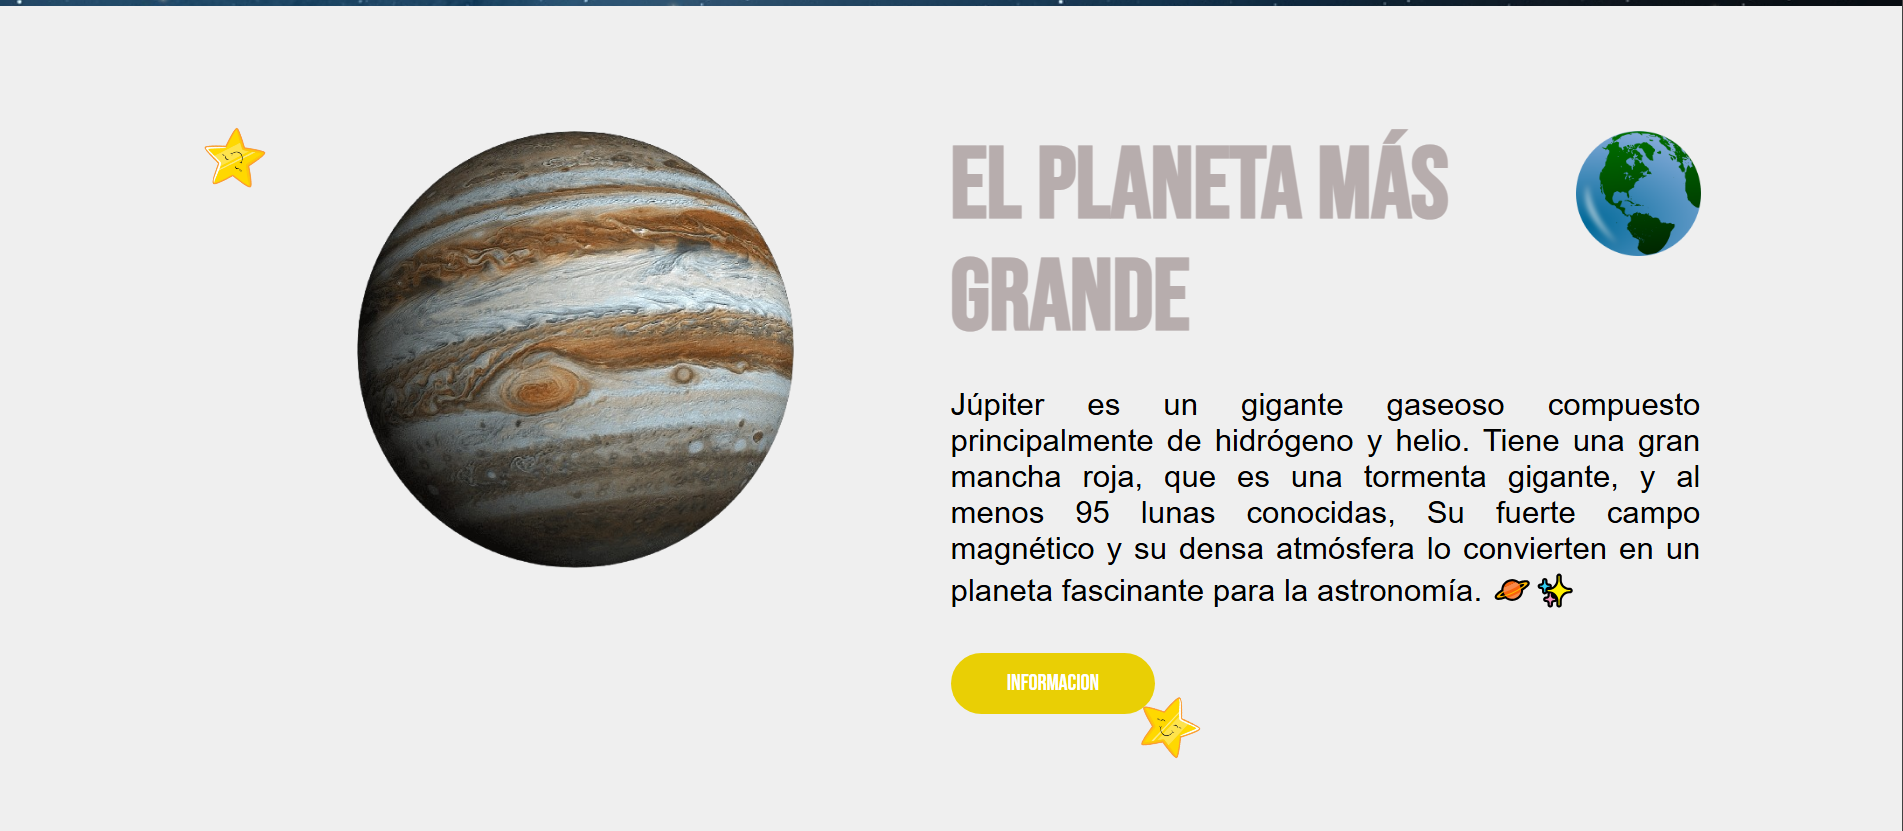 EL PLANETA MÁS
GRANDE
Júpiter es un gigante gaseoso compuesto
principalmente de hidrógeno y helio. Tiene una gran
mancha roja, que es una tormenta gigante, y al
menos 95 lunas conocidas, Su fuerte campo
magnético y su densa atmósfera lo convierten en un
planeta fascinante para la astronomía. 🪐✨
INFORMACION